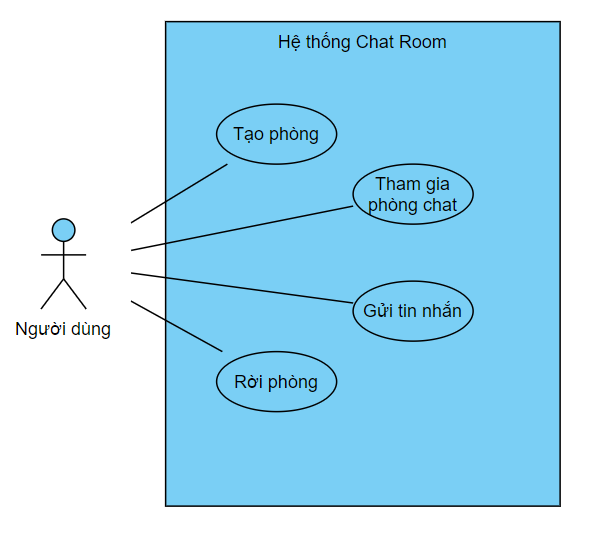 Hệ thống Chat Room
Tạo phòng
Tham gia
phòng chat
Gửi tin nhắn
Người dùng
Rời phòng